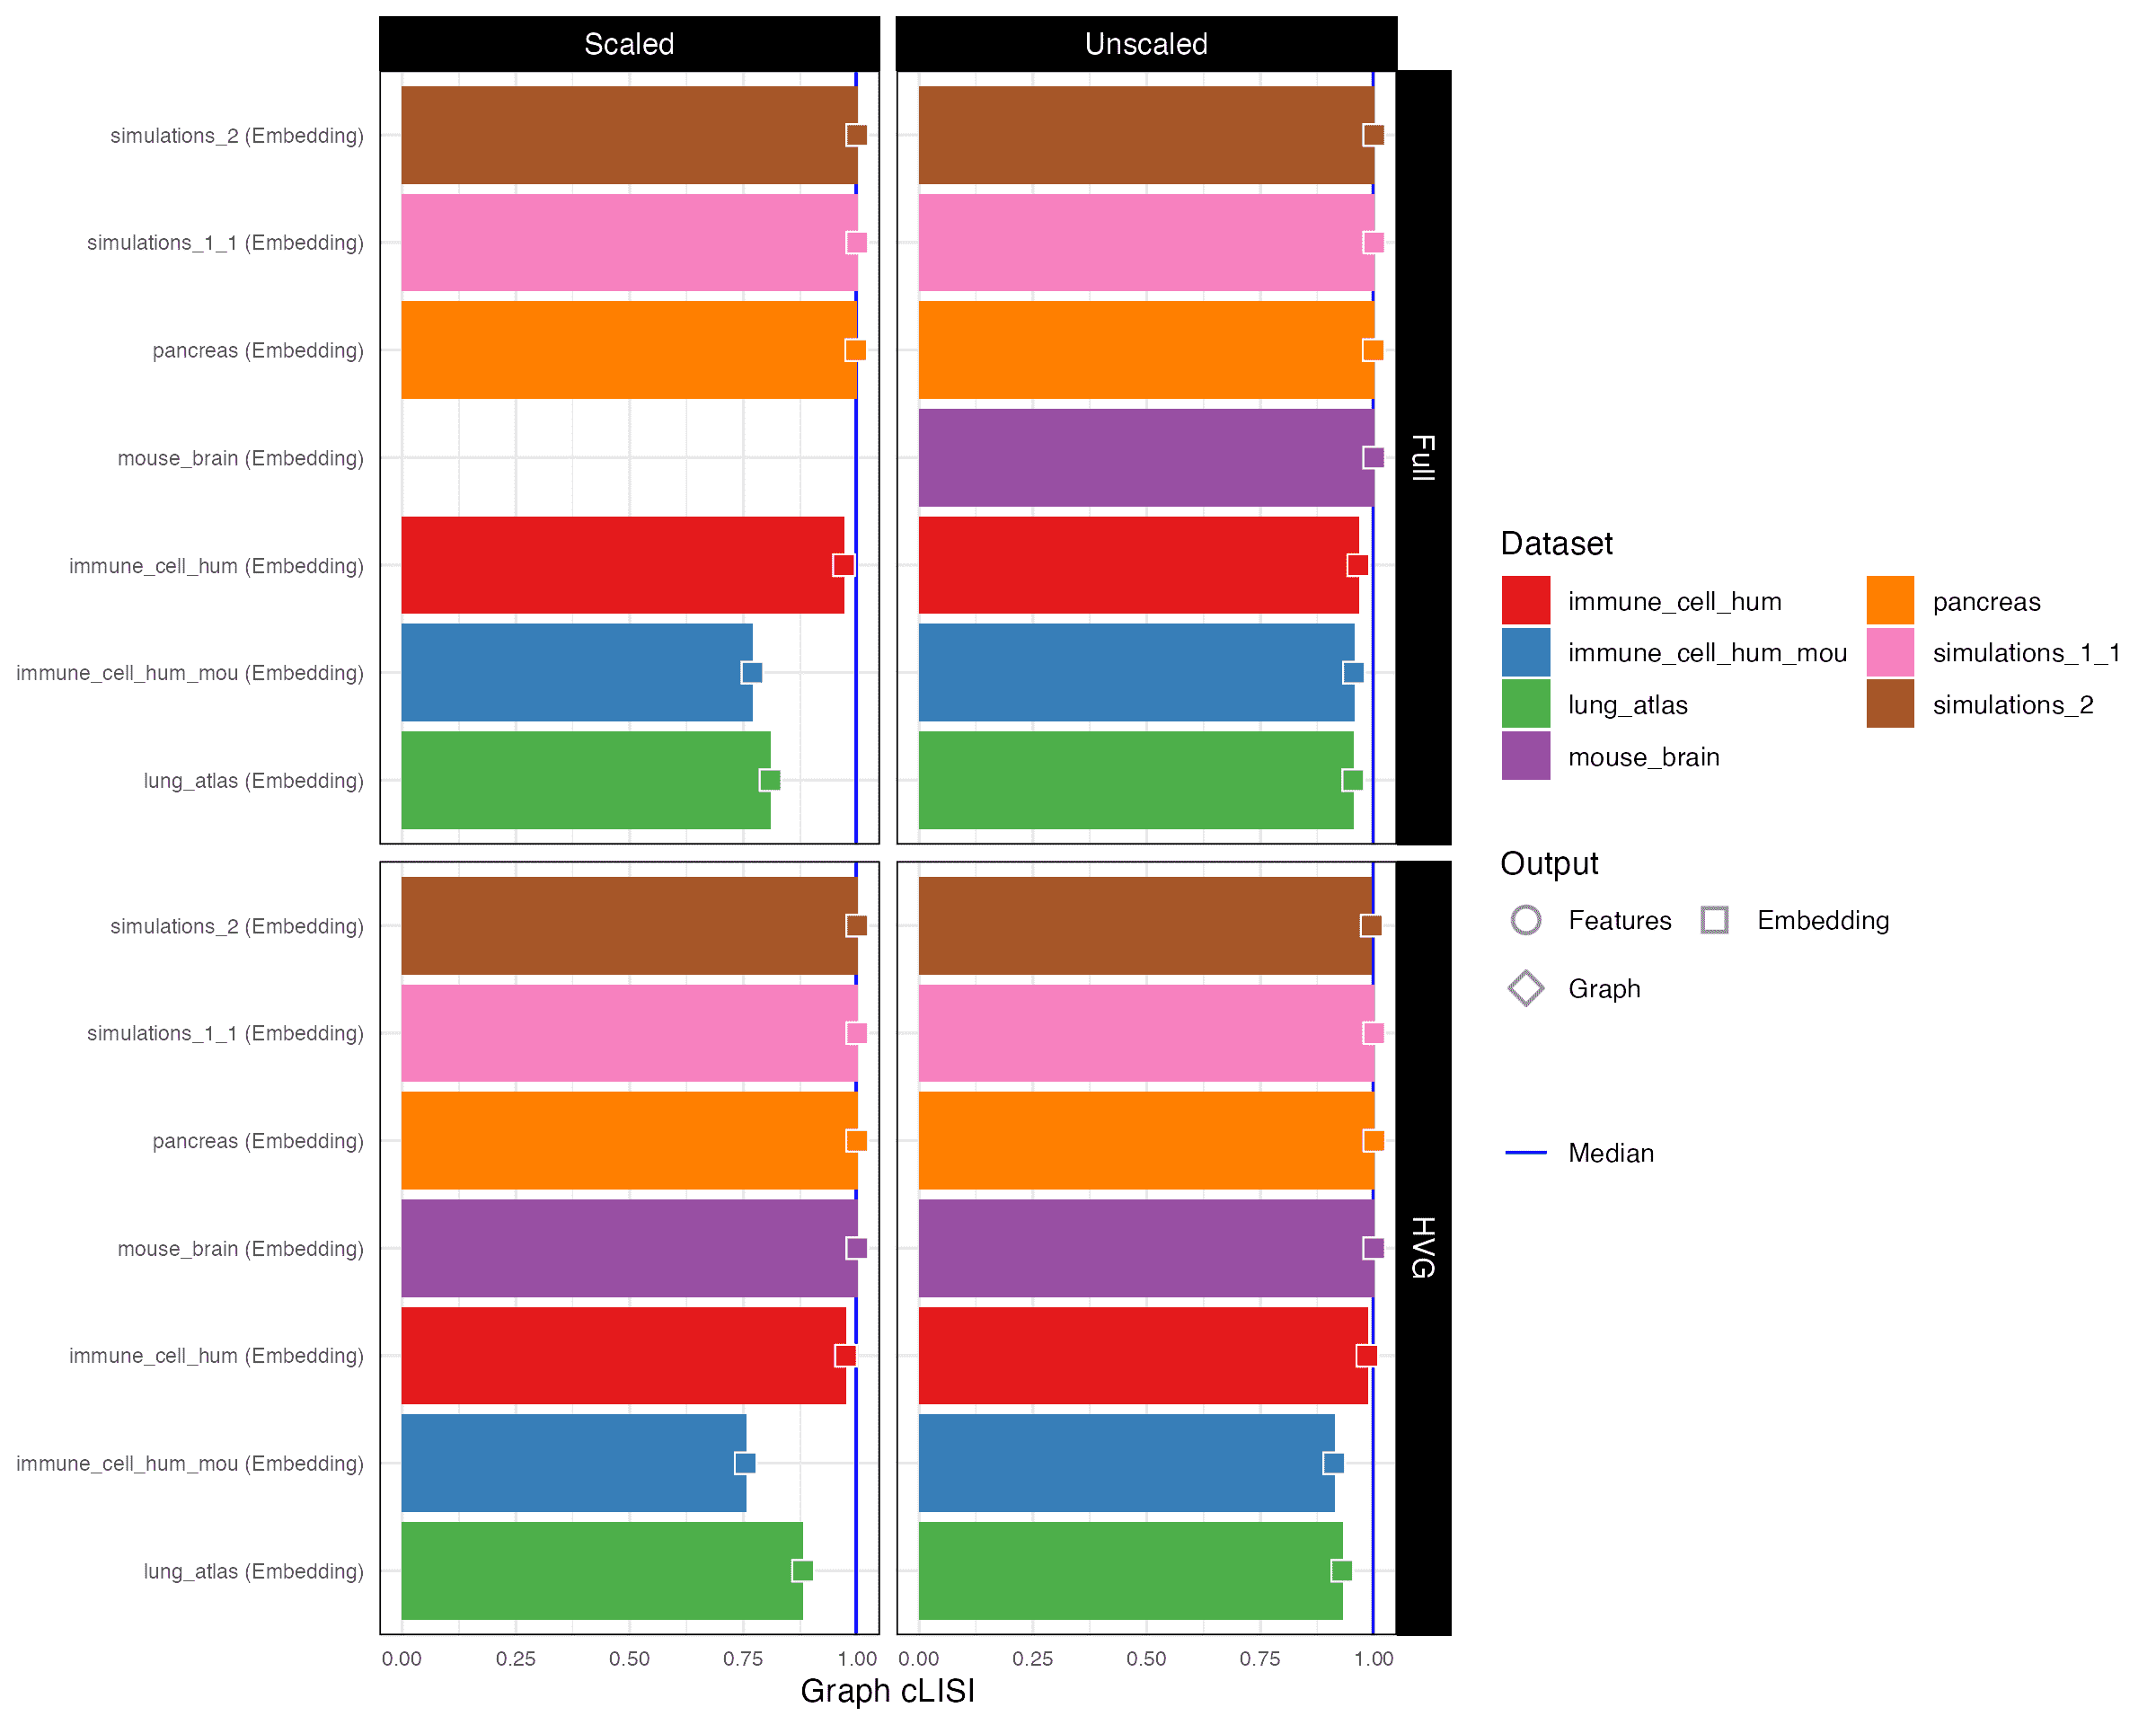 Scaled
Unscaled
simulations_2 (Embedding)
simulations_1_1 (Embedding)
pancreas (Embedding)
mouse_brain (Embedding)
immune_cell_hum (Embedding)
immune_cell_hum_mou (Embedding)
lung_atlas (Embedding)
Full
simulations_2 (Embedding)
simulations_1_1 (Embedding)
pancreas (Embedding)
mouse_brain (Embedding)
immune_cell_hum (Embedding)
immune_cell_hum_mou (Embedding)
lung_atlas (Embedding)
HVG
0.00 0.25 0.50 0.75 1.00
0.00 0.25 0.50 0.75 1.00
Graph cLISI
Dataset
immune_cell_hum
immune_cell_hum_mou
lung_atlas
mouse_brain
pancreas
simulations_1_1
simulations_2
Output
Features
Embedding
Graph
Median